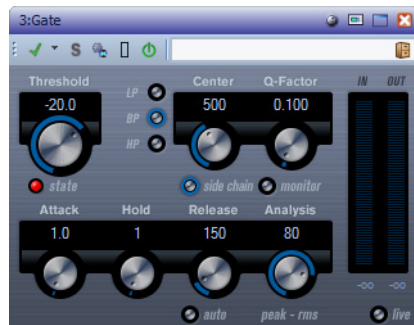 3:Gate
S
Threshold LP Center Q-Factor IN OUT
-20.0 BP 500 0.100
HP
state side chain monitor
Attack Hold Release Analysis
1.0 1 150 80
-∞ -∞
auto peak - rms live